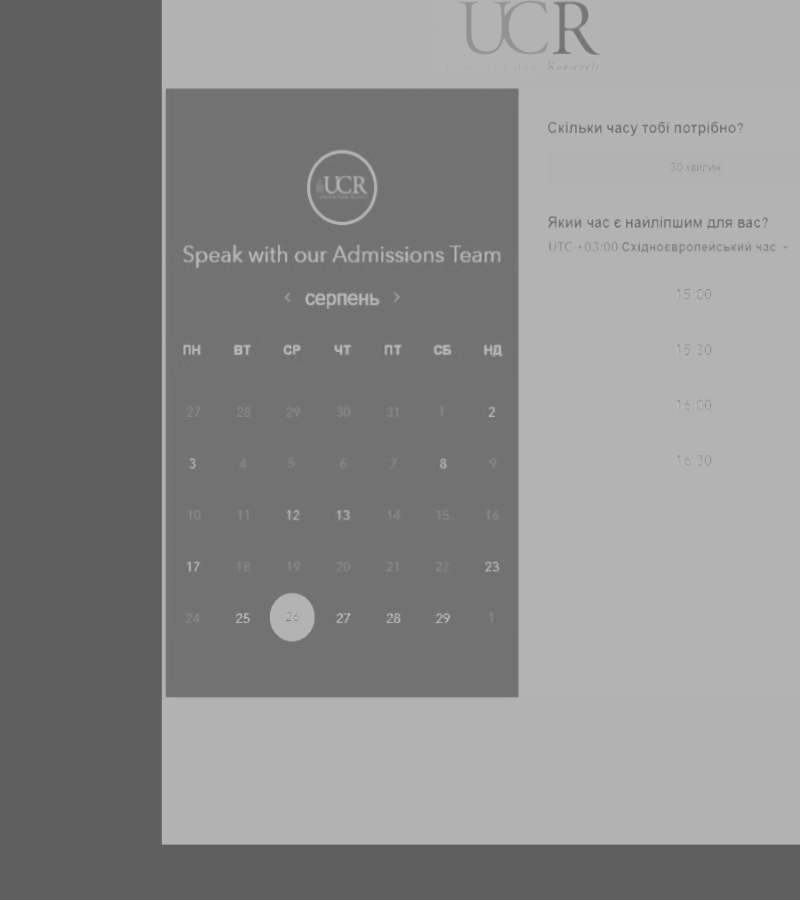 UCR
UCR
Speak with our Admissions Team
‹ серпень ›
ПН ВТ СР ЧТ ПТ СБ НД
27 28 29 30 31 1 2
3 4 5 6 7 8 9
10 11 12 13 14 15 16
17 18 19 20 21 22 23
24 25 26 27 28 29 1
Скільки часу тобі потрібно?
30 хвилин
Який час є найліпшим для вас?
UTC +03:00 Східноєвропейський час
15:00
15:30
16:00
16:30